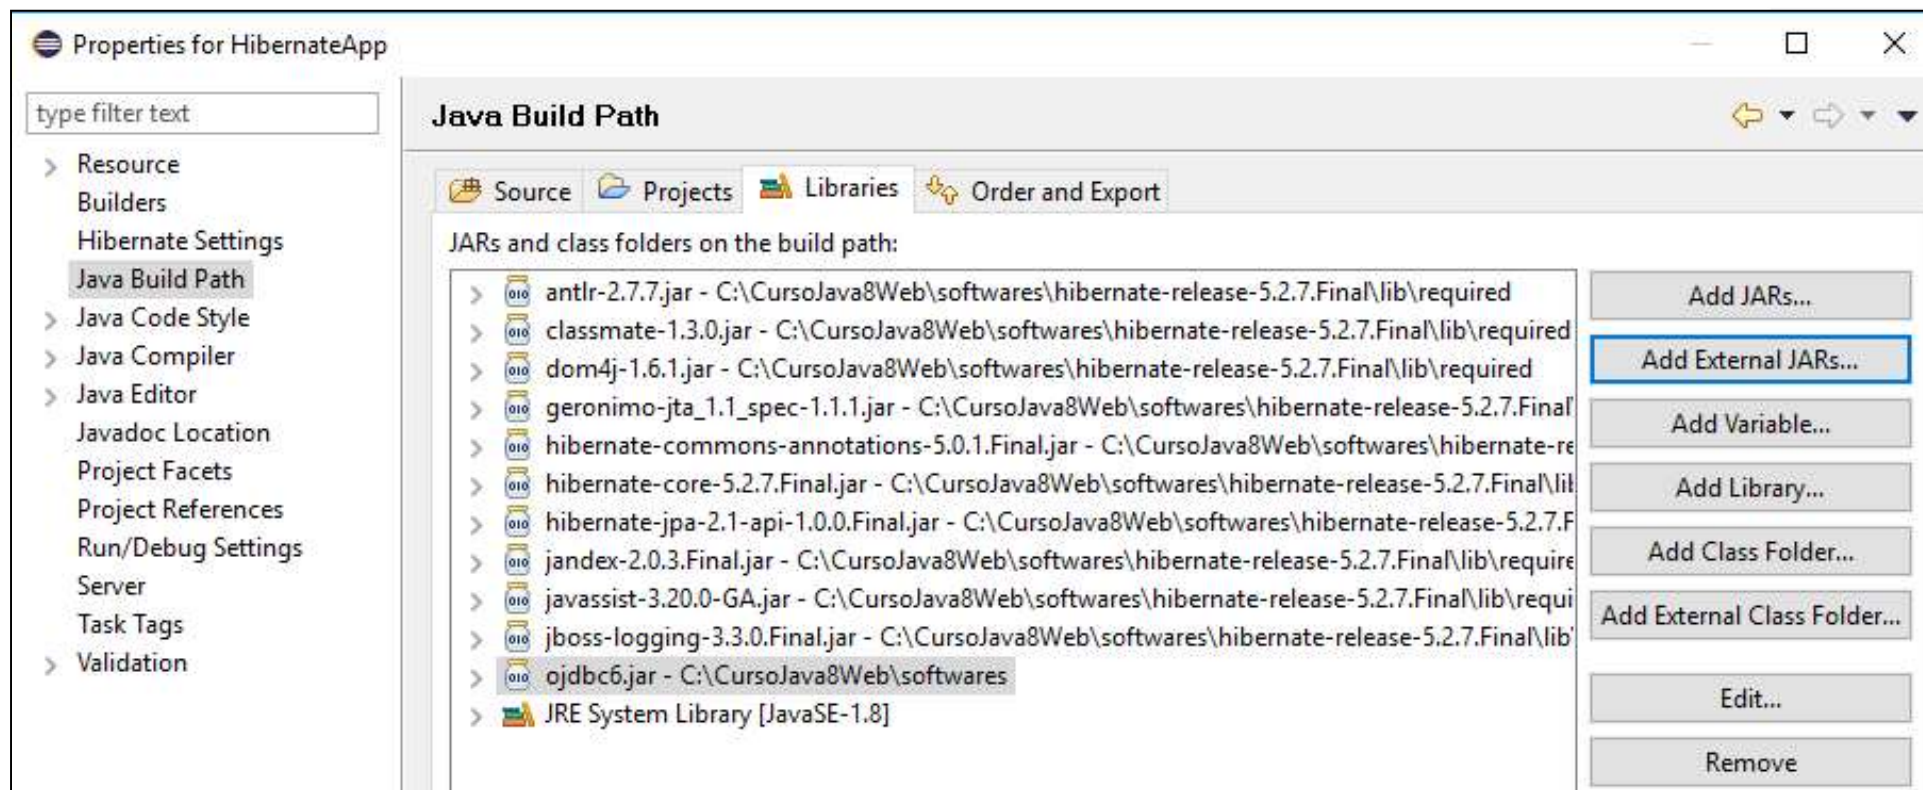 Properties for HibernateApp
type filter text
Resource
Builders
Hibernate Settings
Java Build Path
Java Code Style
Java Compiler
Java Editor
Javadoc Location
Project Facets
Project References
Run/Debug Settings
Server
Task Tags
Validation
Java Build Path
Source Projects Libraries Order and Export
JARs and class folders on the build path:
antlr-2.7.7.jar - C:\CursoJava8Web\softwares\hibernate-release-5.2.7.Final\lib\required
classmate-1.3.0.jar - C:\CursoJava8Web\softwares\hibernate-release-5.2.7.Final\lib\required
dom4j-1.6.1.jar - C:\CursoJava8Web\softwares\hibernate-release-5.2.7.Final\lib\required
geronimo-jta_1.1_spec-1.1.1.jar - C:\CursoJava8Web\softwares\hibernate-release-5.2.7.Final\
hibernate-commons-annotations-5.0.1.Final.jar - C:\CursoJava8Web\softwares\hibernate-re
hibernate-core-5.2.7.Final.jar - C:\CursoJava8Web\softwares\hibernate-release-5.2.7.Final\lib
hibernate-jpa-2.1-api-1.0.0.Final.jar - C:\CursoJava8Web\softwares\hibernate-release-5.2.7.F
jandex-2.0.3.Final.jar - C:\CursoJava8Web\softwares\hibernate-release-5.2.7.Final\lib\require
javassist-3.20.0-GA.jar - C:\CursoJava8Web\softwares\hibernate-release-5.2.7.Final\lib\requi
jboss-logging-3.3.0.Final.jar - C:\CursoJava8Web\softwares\hibernate-release-5.2.7.Final\lib\
ojdbc6.jar - C:\CursoJava8Web\softwares
JRE System Library [JavaSE-1.8]
Add JARs...
Add External JARs...
Add Variable...
Add Library...
Add Class Folder...
Add External Class Folder...
Edit...
Remove